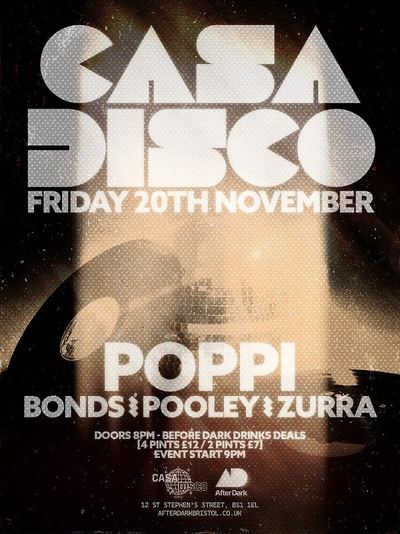 CASA
DISCO
FRIDAY 20TH NOVEMBER
POPPI
BONDS POOLEY ZURRA
DOORS 8PM - BEFORE DARK DRINKS DEALS
[4 PINTS £12 / 2 PINTS £7]
EVENT START 9PM
CASA
DISCO
AD
After Dark
12 ST STEPHEN'S STREET, BS1 1EL
AFTERDARKBRISTOL.CO.UK